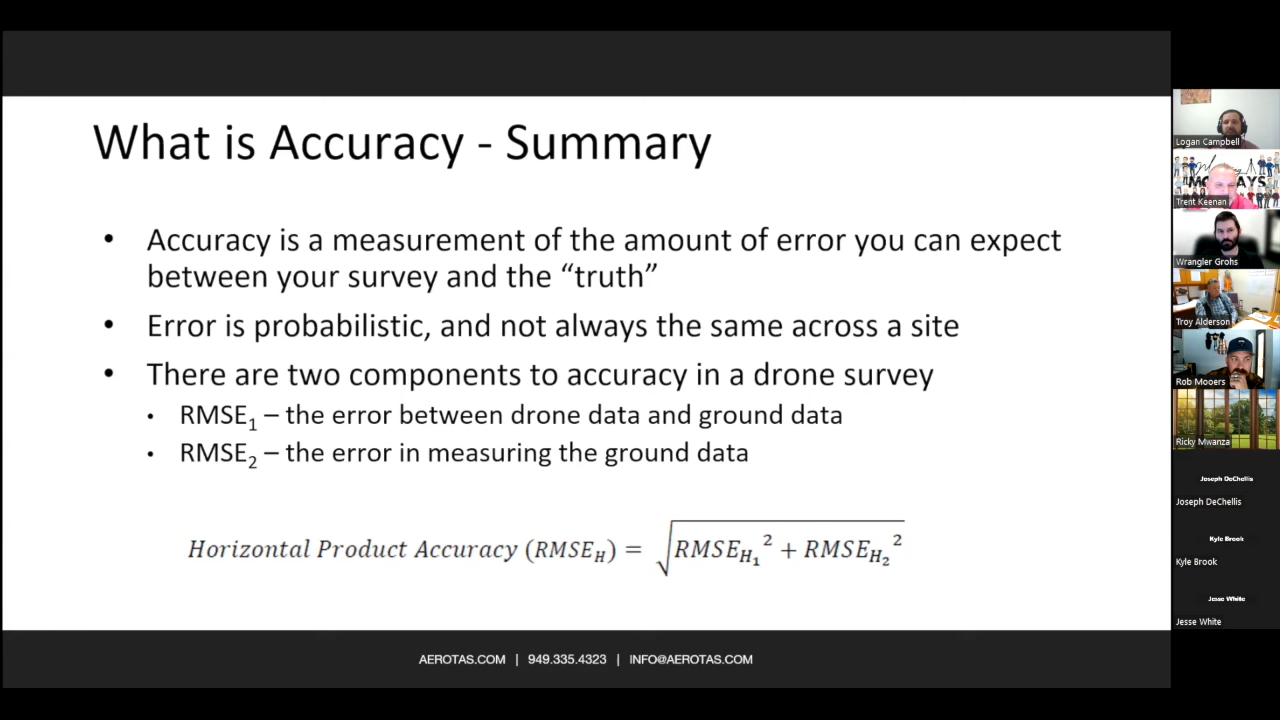 What is Accuracy - Summary
• Accuracy is a measurement of the amount of error you can expect
between your survey and the “truth”
• Error is probabilistic, and not always the same across a site
• There are two components to accuracy in a drone survey
• RMSE₁ – the error between drone data and ground data
• RMSE₂ – the error in measuring the ground data
Horizontal Product Accuracy (RMSE_H) = √(RMSE_H₁² + RMSE_H₂²)
AEROTAS.COM | 949.335.4323 | INFO@AEROTAS.COM
Logan Campbell
Trent Keenan
Wrangler Grohs
Troy Alderson
Rob Mooers
Ricky Mwanza
Joseph DeChellis
Joseph DeChellis
Kyle Brook
Kyle Brook
Jesse White
Jesse White